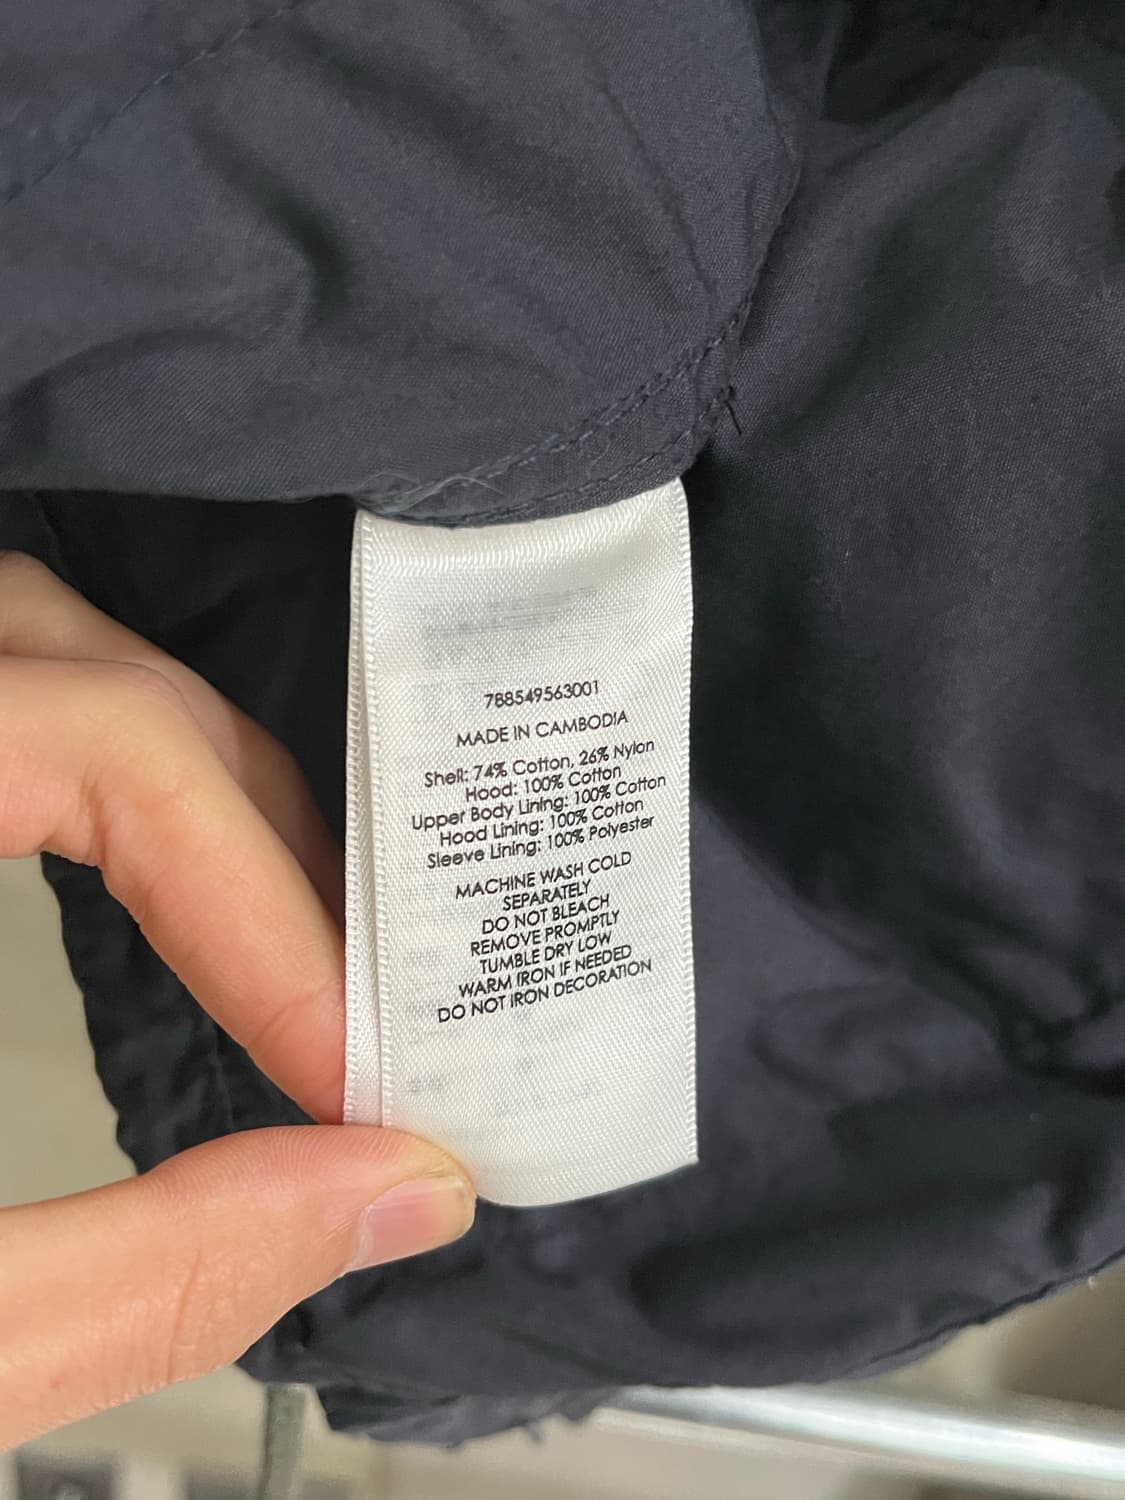 788549563001
MADE IN CAMBODIA
Shell: 74% Cotton, 26% Nylon
Hood: 100% Cotton
Upper Body Lining: 100% Cotton
Hood Lining: 100% Cotton
Sleeve Lining: 100% Polyester
MACHINE WASH COLD
SEPARATELY
DO NOT BLEACH
REMOVE PROMPTLY
TUMBLE DRY LOW
WARM IRON IF NEEDED
DO NOT IRON DECORATION